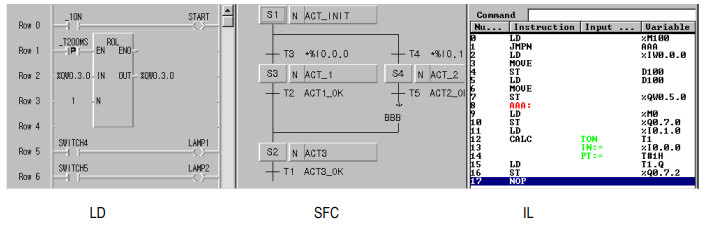 _1ON START
Row 0
_T200MS ROL
Row 1 P EN ENO
Row 2 %QW0.3.0 IN OUT %QW0.3.0
Row 3 1 N
Row 4
SWITCH4 LAMP1
Row 5
SWITCH5 LAMP2
Row 6
LD
S1 N ACT_INIT
T3 %I0.0.0 T4 %I0.1
S3 N ACT_1 S4 N ACT_2
T2 ACT1_OK T5
BBB
S2 N ACT3
T1 ACT3_OK
SFC
Command
Nu... Instruction Input ... Variable
0 LD %M100
1 JMPN AAA
2 LD %IW0.0.0
3 MOVE
4 ST D100
5 LD D100
6 MOVE
7 ST %QW0.5.0
8 AAA:
9 LD %M0
10 ST %Q0.7.0
11 LD %I0.1.0
12 CALC TON T1
13 IN:= %I0.0.0
14 PT:= T#1H
15 LD T1.Q
16 ST %Q0.7.2
17 NOP
IL